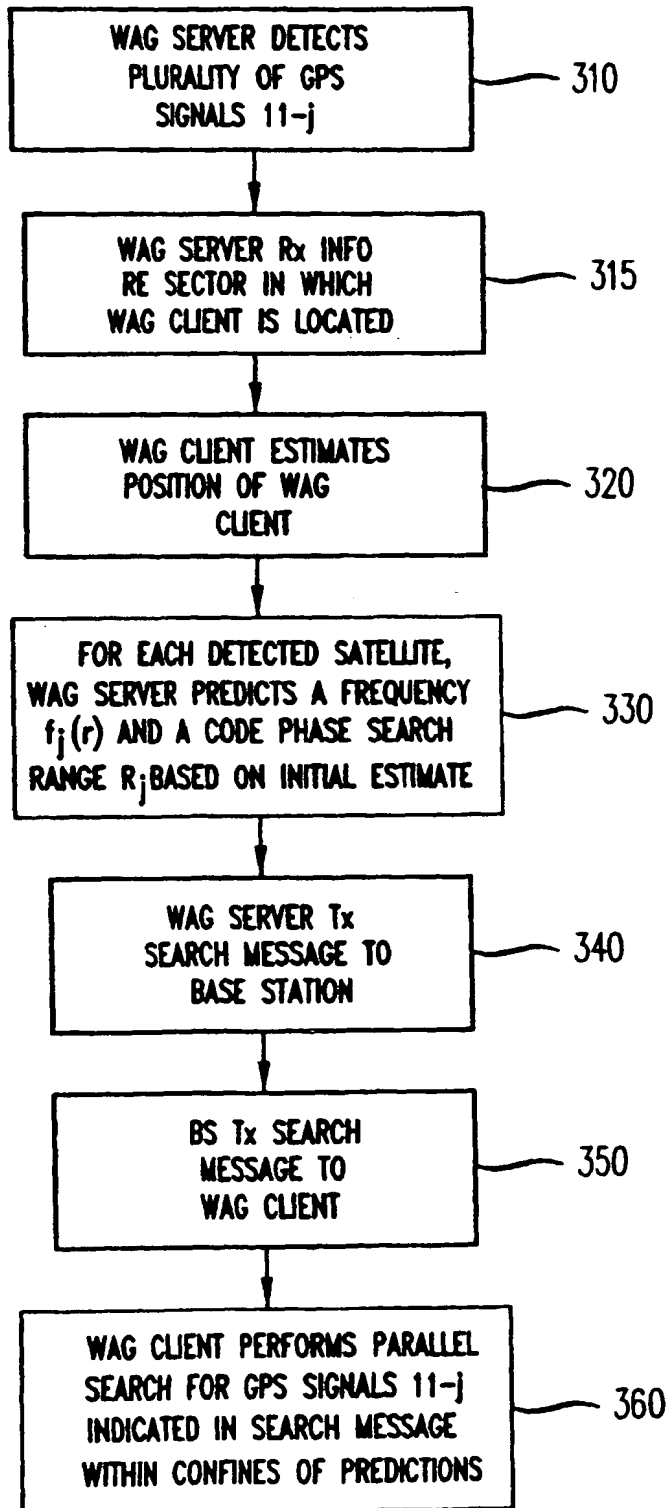 WAG SERVER DETECTS
PLURALITY OF GPS
SIGNALS 11-j
310
WAG SERVER Rx INFO
RE SECTOR IN WHICH
WAG CLIENT IS LOCATED
315
WAG CLIENT ESTIMATES
POSITION OF WAG
CLIENT
320
FOR EACH DETECTED SATELLITE,
WAG SERVER PREDICTS A FREQUENCY
fj(r) AND A CODE PHASE SEARCH
RANGE Rj BASED ON INITIAL ESTIMATE
330
WAG SERVER Tx
SEARCH MESSAGE TO
BASE STATION
340
BS Tx SEARCH
MESSAGE TO
WAG CLIENT
350
WAG CLIENT PERFORMS PARALLEL
SEARCH FOR GPS SIGNALS 11-j
INDICATED IN SEARCH MESSAGE
WITHIN CONFINES OF PREDICTIONS
360